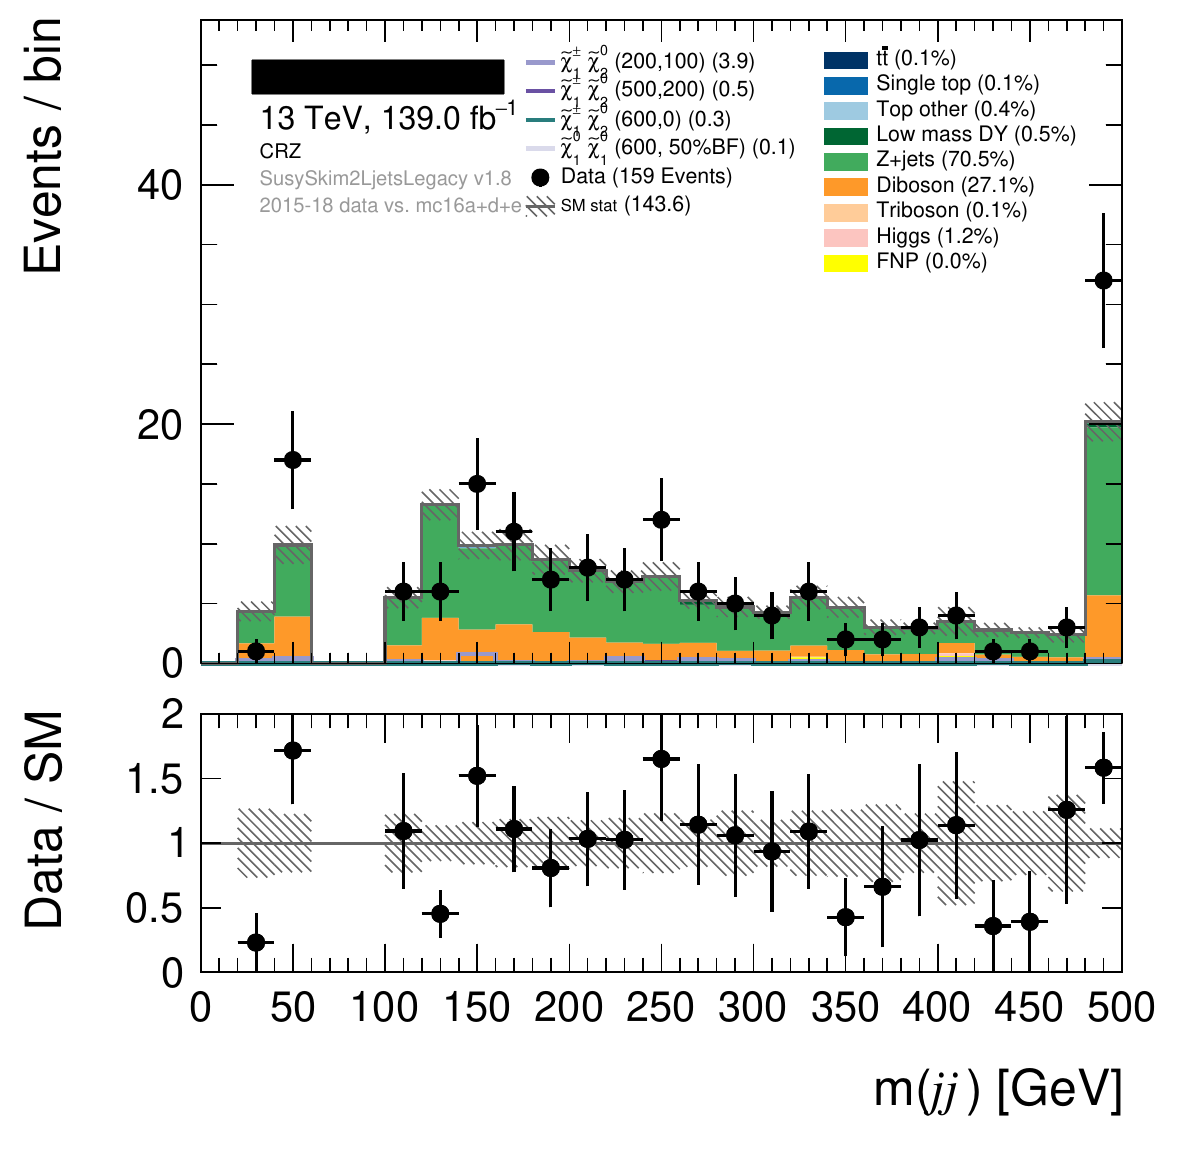 Events / bin
40
20
0
13 TeV, 139.0 fb⁻¹
CRZ
SusySkim2LjetsLegacy v1.8
2015-18 data vs. mc16a+d+e
χ̃₁± χ̃₂⁰ (200,100) (3.9)
χ̃₁± χ̃₂⁰ (500,200) (0.5)
χ̃₁± χ̃₂⁰ (600,0) (0.3)
χ̃₁⁰ χ̃₁⁰ (600, 50%BF) (0.1)
Data (159 Events)
SM stat (143.6)
tt̄ (0.1%)
Single top (0.1%)
Top other (0.4%)
Low mass DY (0.5%)
Z+jets (70.5%)
Diboson (27.1%)
Triboson (0.1%)
Higgs (1.2%)
FNP (0.0%)
Data / SM
2
1.5
1
0.5
0
0 50 100 150 200 250 300 350 400 450 500
m(jj) [GeV]